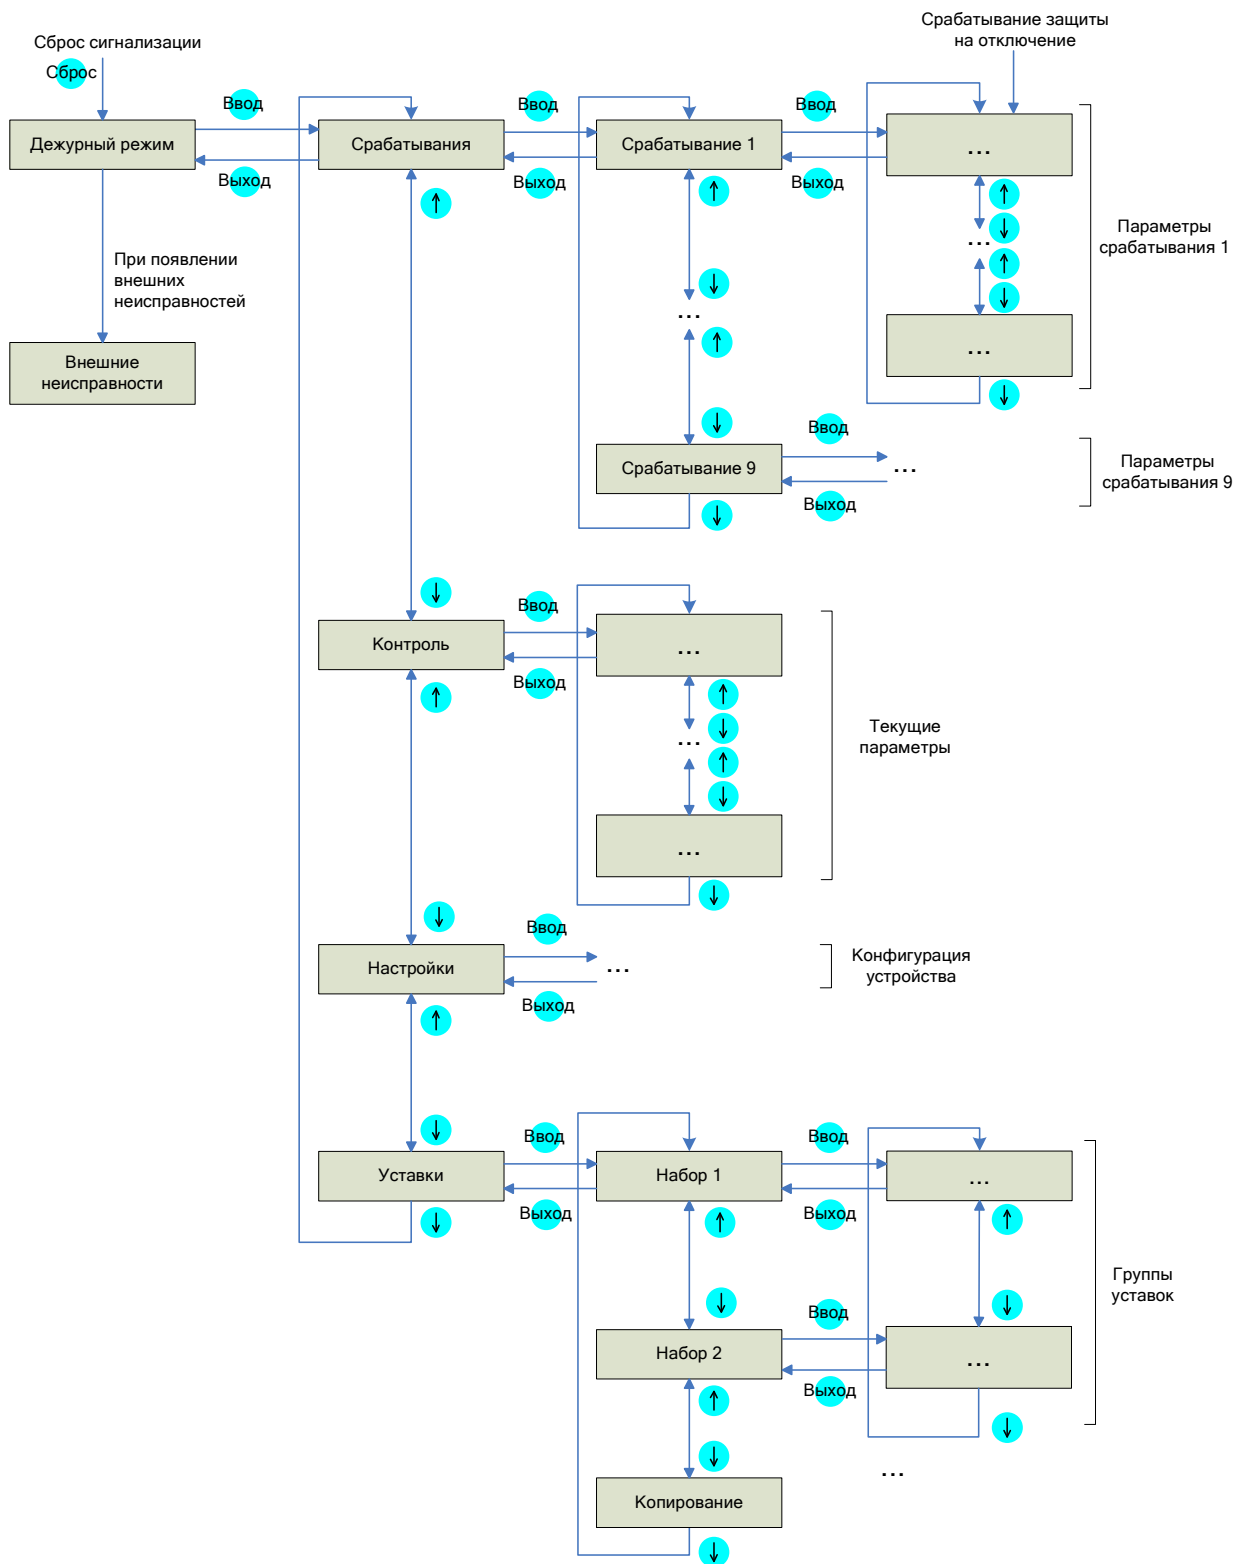 Сброс сигнализации
Сброс
Срабатывание защиты
на отключение
Ввод
Ввод
Ввод
Дежурный режим
Срабатывания
Срабатывание 1
...
Выход
Выход
Выход
↑
↑
↑
↓
Параметры
срабатывания 1
...
↑
↓
При появлении
внешних
неисправностей
↓
...
↑
...
Внешние
неисправности
↓
↓
Ввод
Срабатывание 9
...
Параметры
срабатывания 9
Выход
↓
↓
Ввод
Контроль
...
Выход
↑
↑
↓
...
↑
↓
Текущие
параметры
...
↓
↓
Ввод
Настройки
...
Конфигурация
устройства
Выход
↑
↓
Ввод
Ввод
Уставки
Набор 1
...
Выход
Выход
↓
↑
↑
Группы
уставок
↓
↓
Ввод
Набор 2
...
Выход
↑
↓
↓
...
Копирование
↓